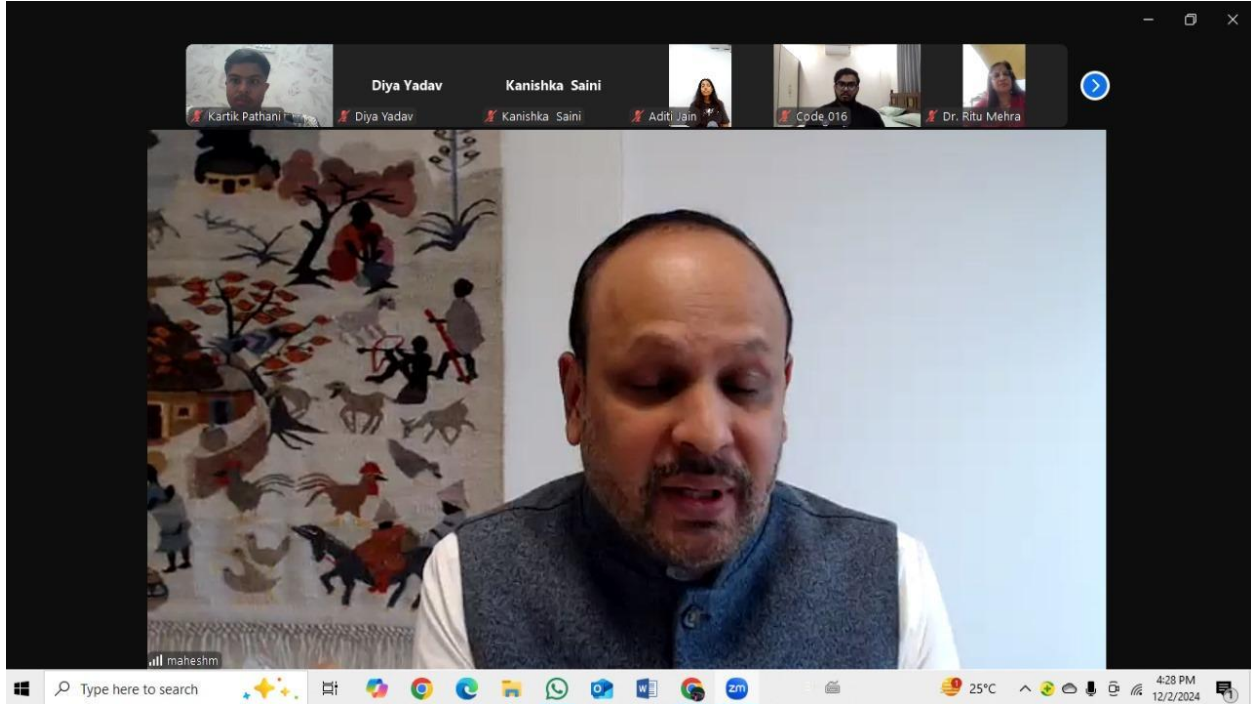 Diya Yadav
Kanishka Saini
Kartik Pathani
Diya Yadav
Kanishka Saini
Aditi Jain
Code_016
Dr. Ritu Mehra
maheshm
Type here to search
zm
25°C
4:28 PM
12/2/2024